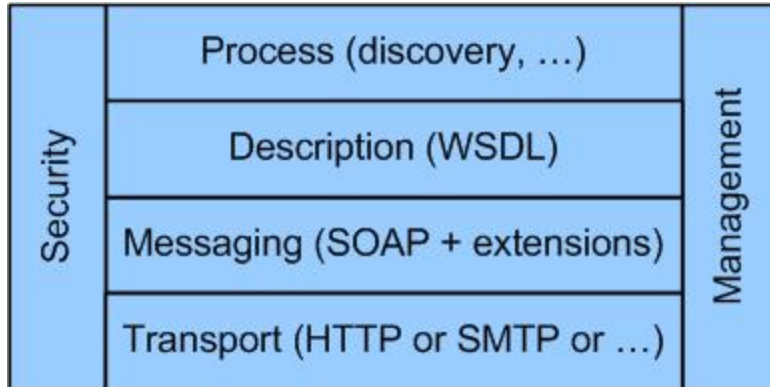 Security
Process (discovery, …)
Description (WSDL)
Messaging (SOAP + extensions)
Transport (HTTP or SMTP or …)
Management